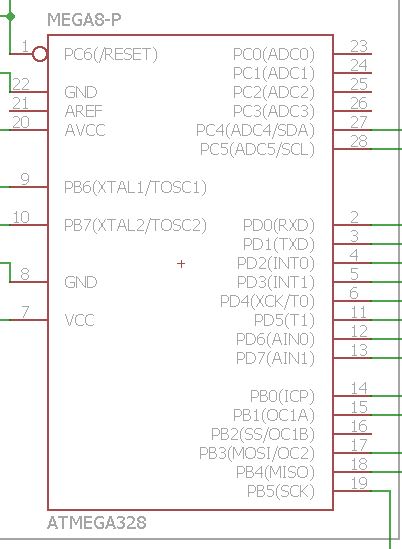 MEGA8-P
1 PC6(/RESET) PC0(ADC0) 23
PC1(ADC1) 24
22 GND PC2(ADC2) 25
21 AREF PC3(ADC3) 26
20 AVCC PC4(ADC4/SDA) 27
PC5(ADC5/SCL) 28
9 PB6(XTAL1/TOSC1)
10 PB7(XTAL2/TOSC2) PD0(RXD) 2
PD1(TXD) 3
PD2(INT0) 4
8 GND PD3(INT1) 5
PD4(XCK/T0) 6
7 VCC PD5(T1) 11
PD6(AIN0) 12
PD7(AIN1) 13
PB0(ICP) 14
PB1(OC1A) 15
PB2(SS/OC1B) 16
PB3(MOSI/OC2) 17
PB4(MISO) 18
PB5(SCK) 19
ATMEGA328